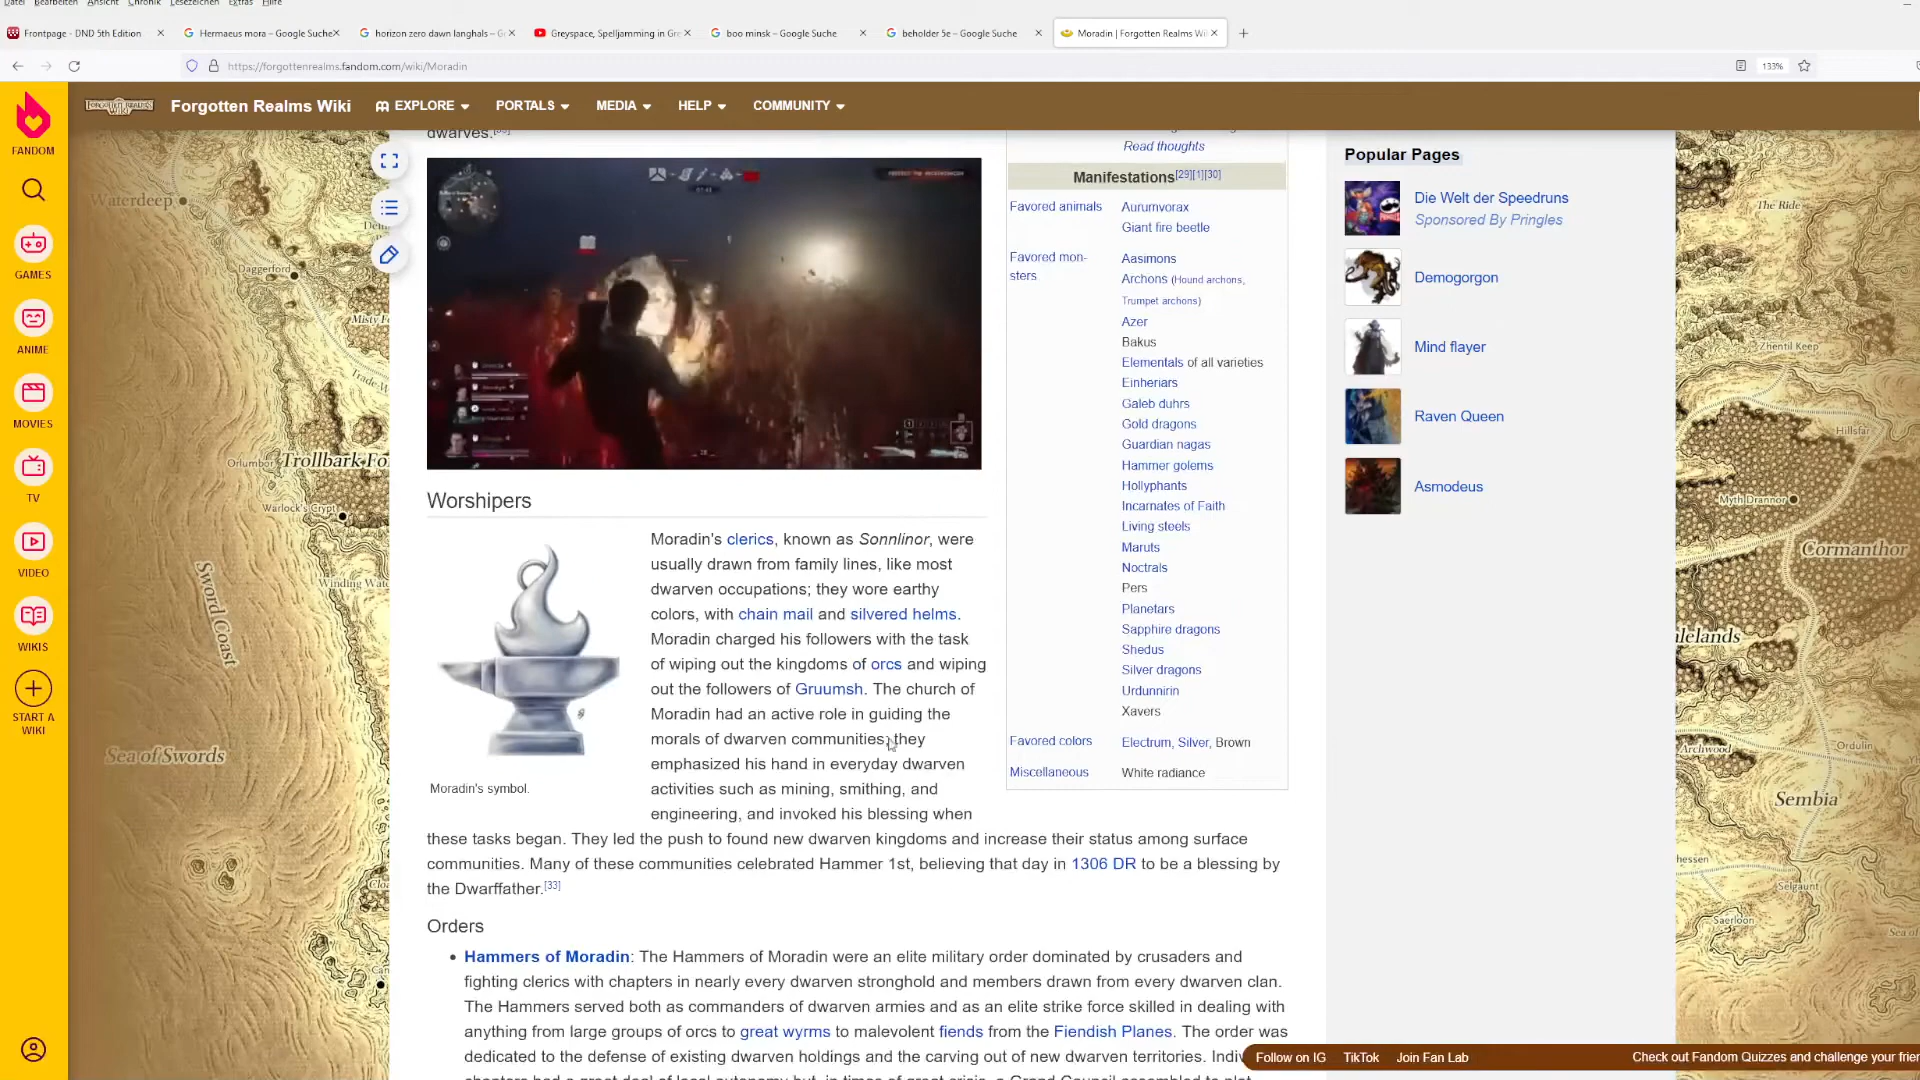 Datei Bearbeiten Ansicht Chronik Lesezeichen Extras Hilfe
Frontpage - DND 5th Edition
Hermaeus mora – Google Suche
horizon zero dawn langhals – G
Greyspace, Spelljamming in Gre
boo minsk – Google Suche
beholder 5e – Google Suche
Moradin | Forgotten Realms Wi
https://forgottenrealms.fandom.com/wiki/Moradin
133%
FANDOM
GAMES
ANIME
MOVIES
TV
VIDEO
WIKIS
START A
WIKI
Forgotten Realms Wiki
EXPLORE
PORTALS
MEDIA
HELP
COMMUNITY
dwarves.
Worshipers
Moradin's clerics, known as Sonnlinor, were
usually drawn from family lines, like most
dwarven occupations; they wore earthy
colors, with chain mail and silvered helms.
Moradin charged his followers with the task
of wiping out the kingdoms of orcs and wiping
out the followers of Gruumsh. The church of
Moradin had an active role in guiding the
morals of dwarven communities; they
emphasized his hand in everyday dwarven
activities such as mining, smithing, and
engineering, and invoked his blessing when
Moradin's symbol.
these tasks began. They led the push to found new dwarven kingdoms and increase their status among surface
communities. Many of these communities celebrated Hammer 1st, believing that day in 1306 DR to be a blessing by
the Dwarffather.[33]
Orders
• Hammers of Moradin: The Hammers of Moradin were an elite military order dominated by crusaders and
fighting clerics with chapters in nearly every dwarven stronghold and members drawn from every dwarven clan.
The Hammers served both as commanders of dwarven armies and as an elite strike force skilled in dealing with
anything from large groups of orcs to great wyrms to malevolent fiends from the Fiendish Planes. The order was
dedicated to the defense of existing dwarven holdings and the carving out of new dwarven territories. Indiv
Read thoughts
Manifestations[29][1][30]
Favored animals
Aurumvorax
Giant fire beetle
Favored mon-
sters
Aasimons
Archons (Hound archons,
Trumpet archons)
Azer
Bakus
Elementals of all varieties
Einheriars
Galeb duhrs
Gold dragons
Guardian nagas
Hammer golems
Hollyphants
Incarnates of Faith
Living steels
Maruts
Noctrals
Pers
Planetars
Sapphire dragons
Shedus
Silver dragons
Urdunnirin
Xavers
Favored colors
Electrum, Silver, Brown
Miscellaneous
White radiance
Popular Pages
Die Welt der Speedruns
Sponsored By Pringles
Demogorgon
Mind flayer
Raven Queen
Asmodeus
Waterdeep
Daggerford
Orlumbor
Trollbark Fo
Warlock's Crypt
Sword Coast
Sea of Swords
The Ride
Zhentil Keep
Hillsfar
Myth Drannor
Cormanthor
lelands
Archwood
Ordulin
Sembia
Selgaunt
Saerloon
Follow on IG
TikTok
Join Fan Lab
Check out Fandom Quizzes and challenge your frien